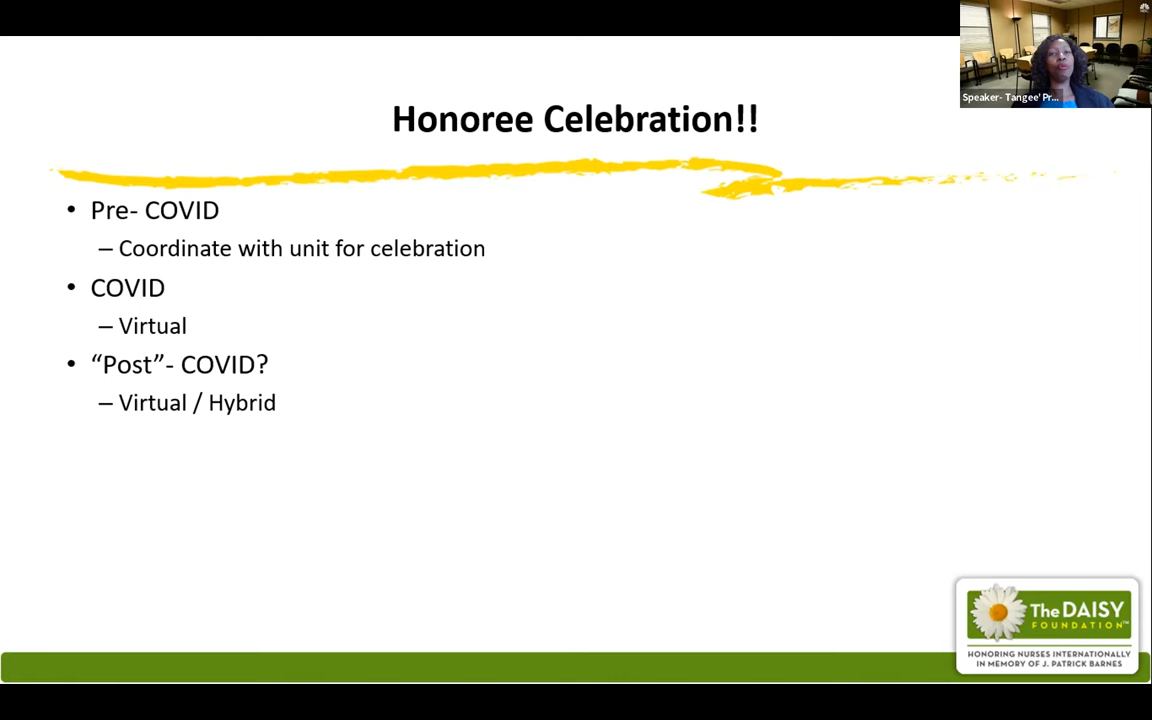 Speaker- Tangee' Pr...
Honoree Celebration!!
• Pre- COVID
– Coordinate with unit for celebration
• COVID
– Virtual
• “Post”- COVID?
– Virtual / Hybrid
The DAISY
FOUNDATION™
HONORING NURSES INTERNATIONALLY
IN MEMORY OF J. PATRICK BARNES